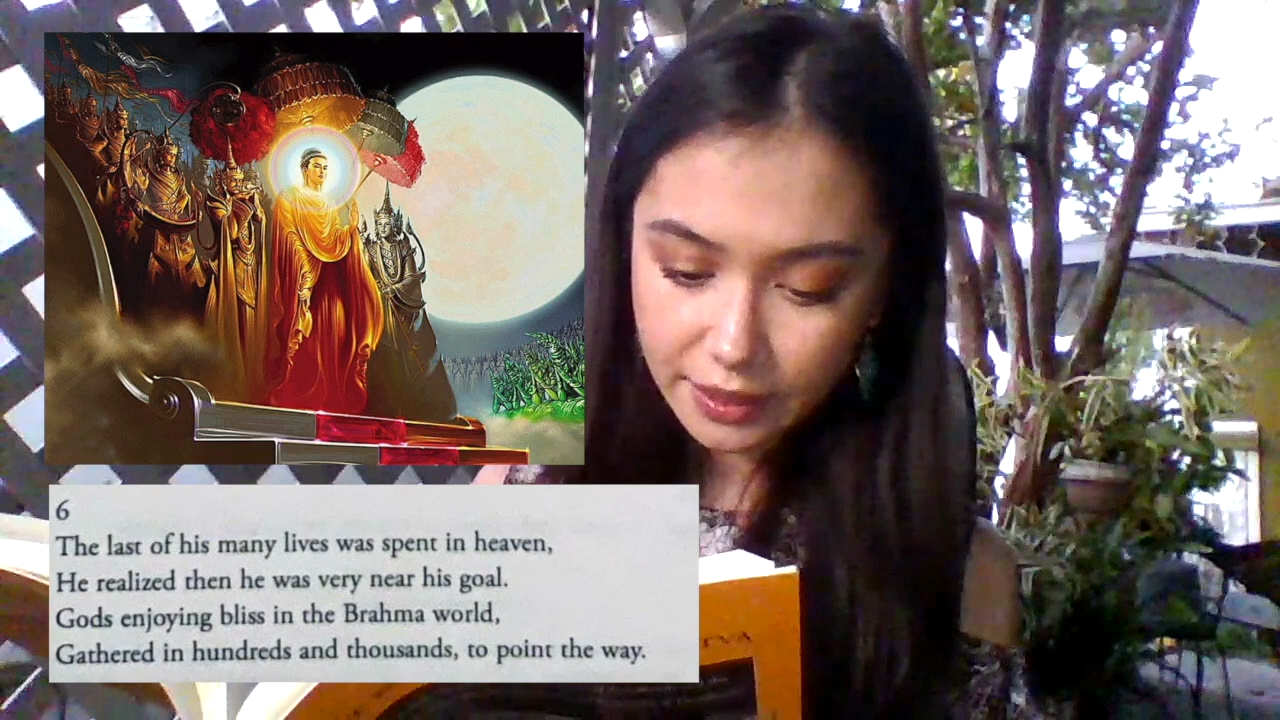 6
The last of his many lives was spent in heaven,
He realized then he was very near his goal.
Gods enjoying bliss in the Brahma world,
Gathered in hundreds and thousands, to point the way.